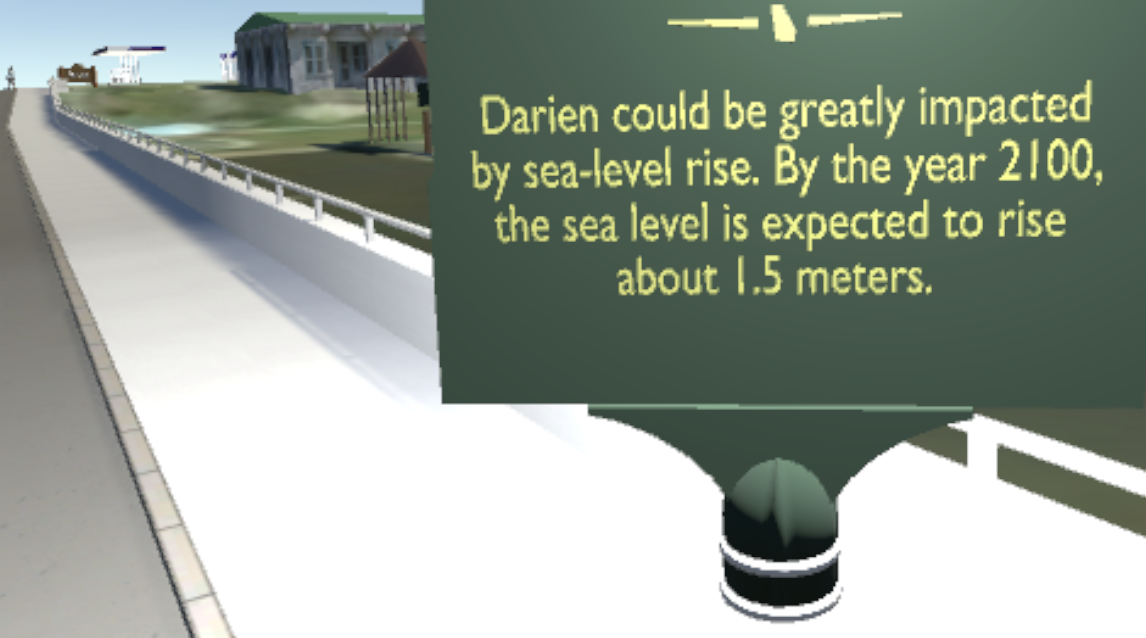 Darien could be greatly impacted
by sea-level rise. By the year 2100,
the sea level is expected to rise
about 1.5 meters.